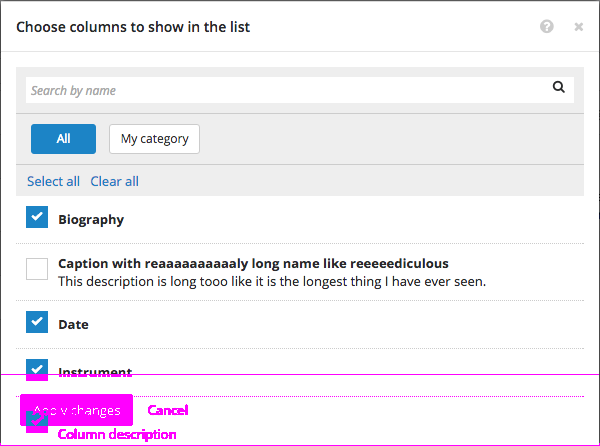 Choose columns to show in the list
Search by name
All
My category
Select all
Clear all
Biography
Caption with reaaaaaaaaaaly long name like reeeeediculous
This description is long tooo like it is the longest thing I have ever seen.
Date
Instrument
Apply changes
Cancel
Column description